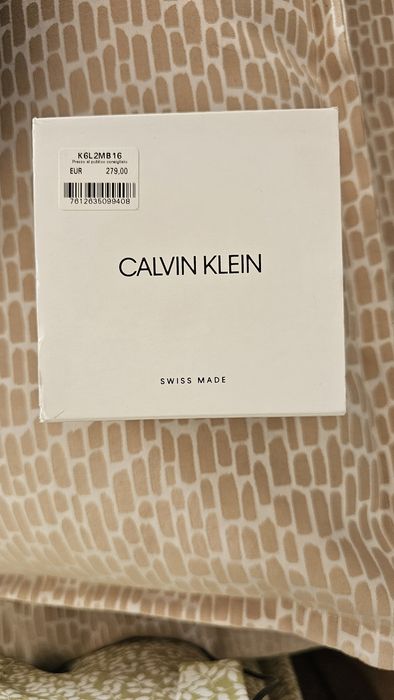 K6L2MB16
Prezzo al pubblico consigliato
EUR 279,00
7612635099408
CALVIN KLEIN
SWISS MADE